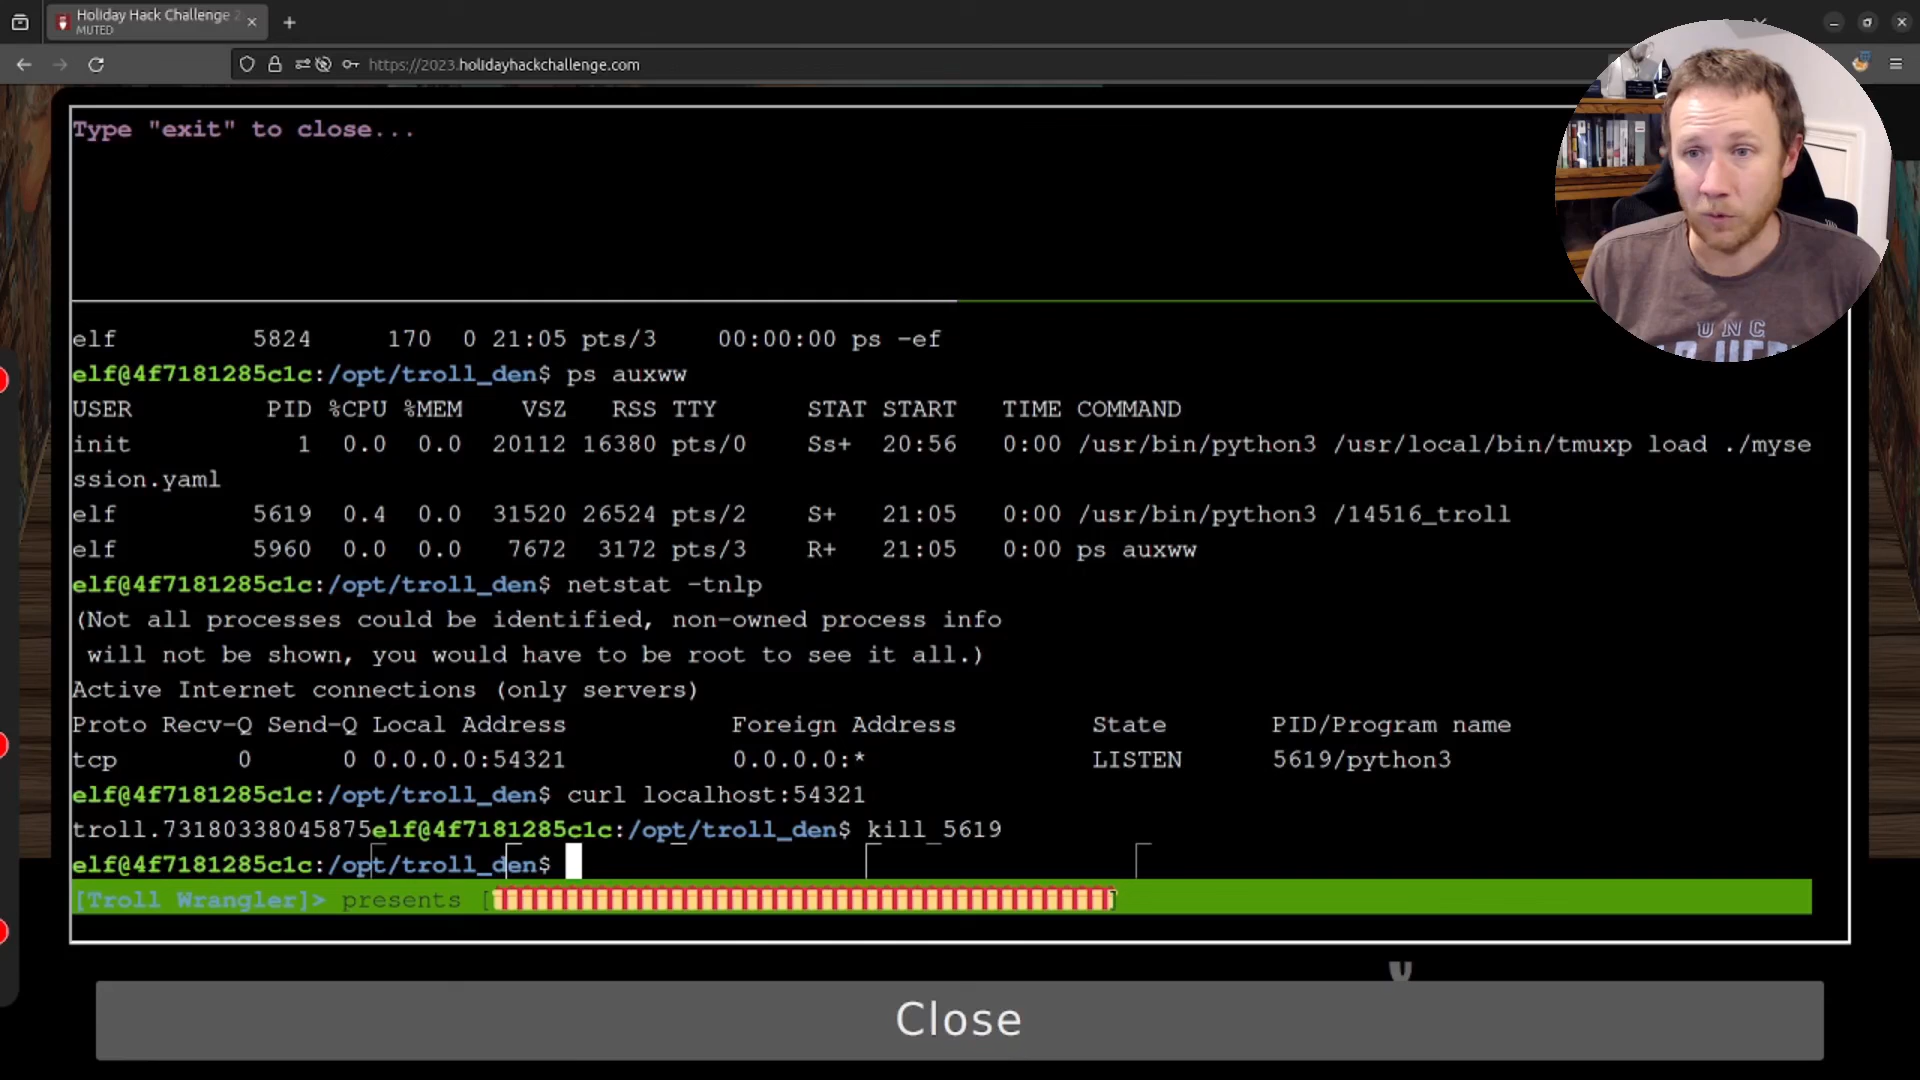 Holiday Hack Challenge 2
MUTED
https://2023.holidayhackchallenge.com
Type "exit" to close...
elf 5824 170 0 21:05 pts/3 00:00:00 ps -ef
elf@4f7181285c1c:/opt/troll_den$ ps auxww
USER PID %CPU %MEM VSZ RSS TTY STAT START TIME COMMAND
init 1 0.0 0.0 20112 16380 pts/0 Ss+ 20:56 0:00 /usr/bin/python3 /usr/local/bin/tmuxp load ./myse
ssion.yaml
elf 5619 0.4 0.0 31520 26524 pts/2 S+ 21:05 0:00 /usr/bin/python3 /14516_troll
elf 5960 0.0 0.0 7672 3172 pts/3 R+ 21:05 0:00 ps auxww
elf@4f7181285c1c:/opt/troll_den$ netstat -tnlp
(Not all processes could be identified, non-owned process info
will not be shown, you would have to be root to see it all.)
Active Internet connections (only servers)
Proto Recv-Q Send-Q Local Address Foreign Address State PID/Program name
tcp 0 0 0.0.0.0:54321 0.0.0.0:* LISTEN 5619/python3
elf@4f7181285c1c:/opt/troll_den$ curl localhost:54321
troll.73180338045875elf@4f7181285c1c:/opt/troll_den$ kill 5619
elf@4f7181285c1c:/opt/troll_den$
[Troll Wrangler]> presents [ ]
Close
UNC